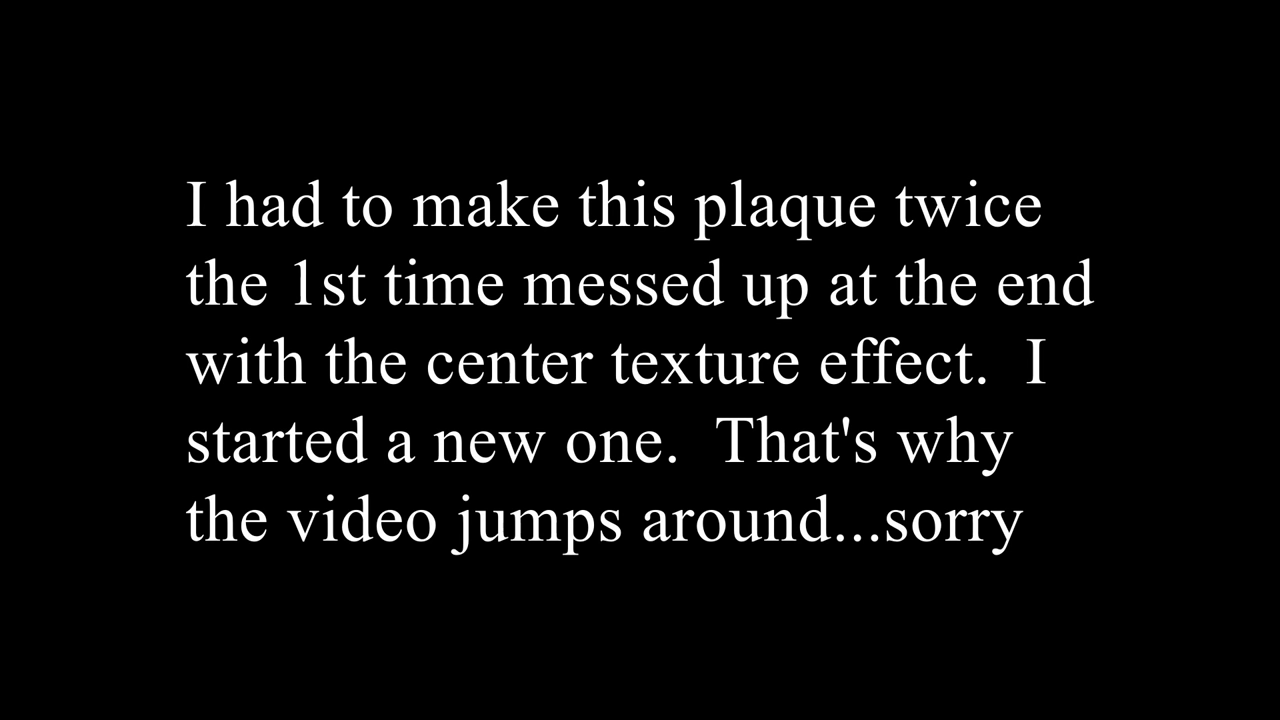 I had to make this plaque twice
the 1st time messed up at the end
with the center texture effect.  I
started a new one.  That's why
the video jumps around...sorry